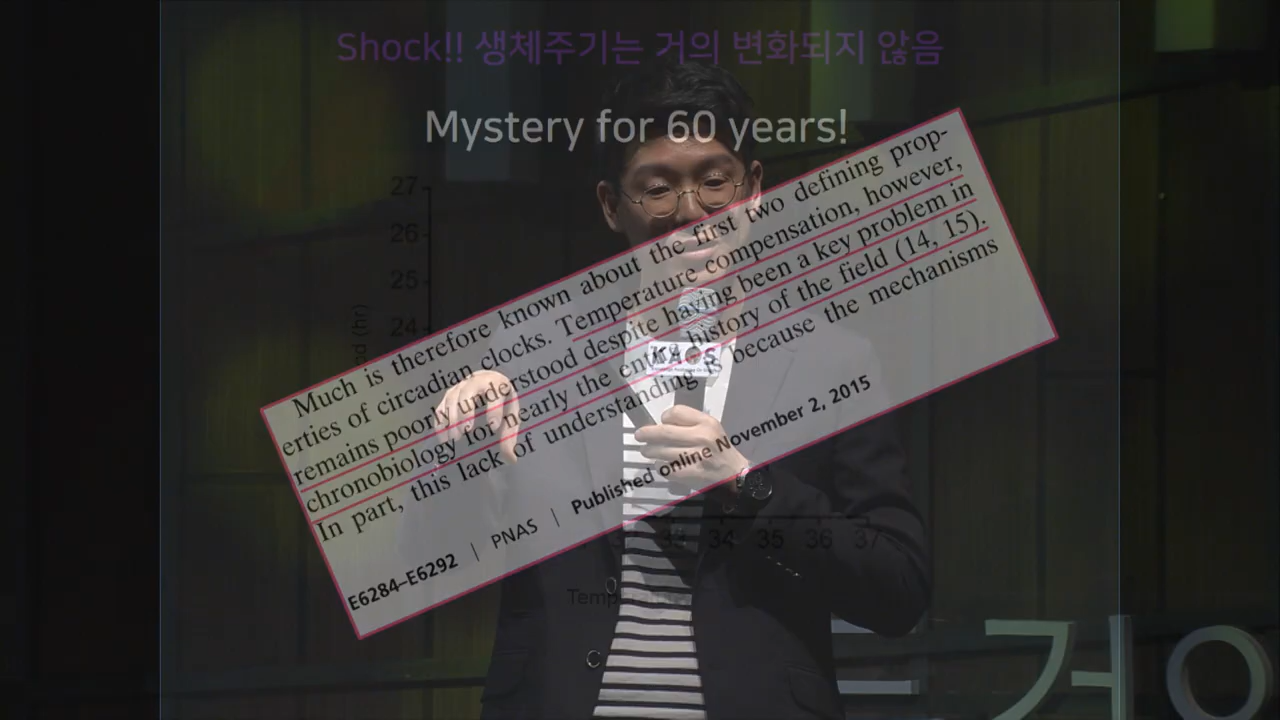 Shock!! 생체주기는 거의 변화되지 않음
Mystery for 60 years!
27
26
25
24
Much is therefore known about the first two defining prop-
erties of circadian clocks. Temperature compensation, however,
remains poorly understood despite having been a key problem in
chronobiology for nearly the entire history of the field (14, 15).
In part, this lack of understanding is because the mechanisms
E6284–E6292 | PNAS | Published online November 2, 2015
KAOS
33 34 35 36 37